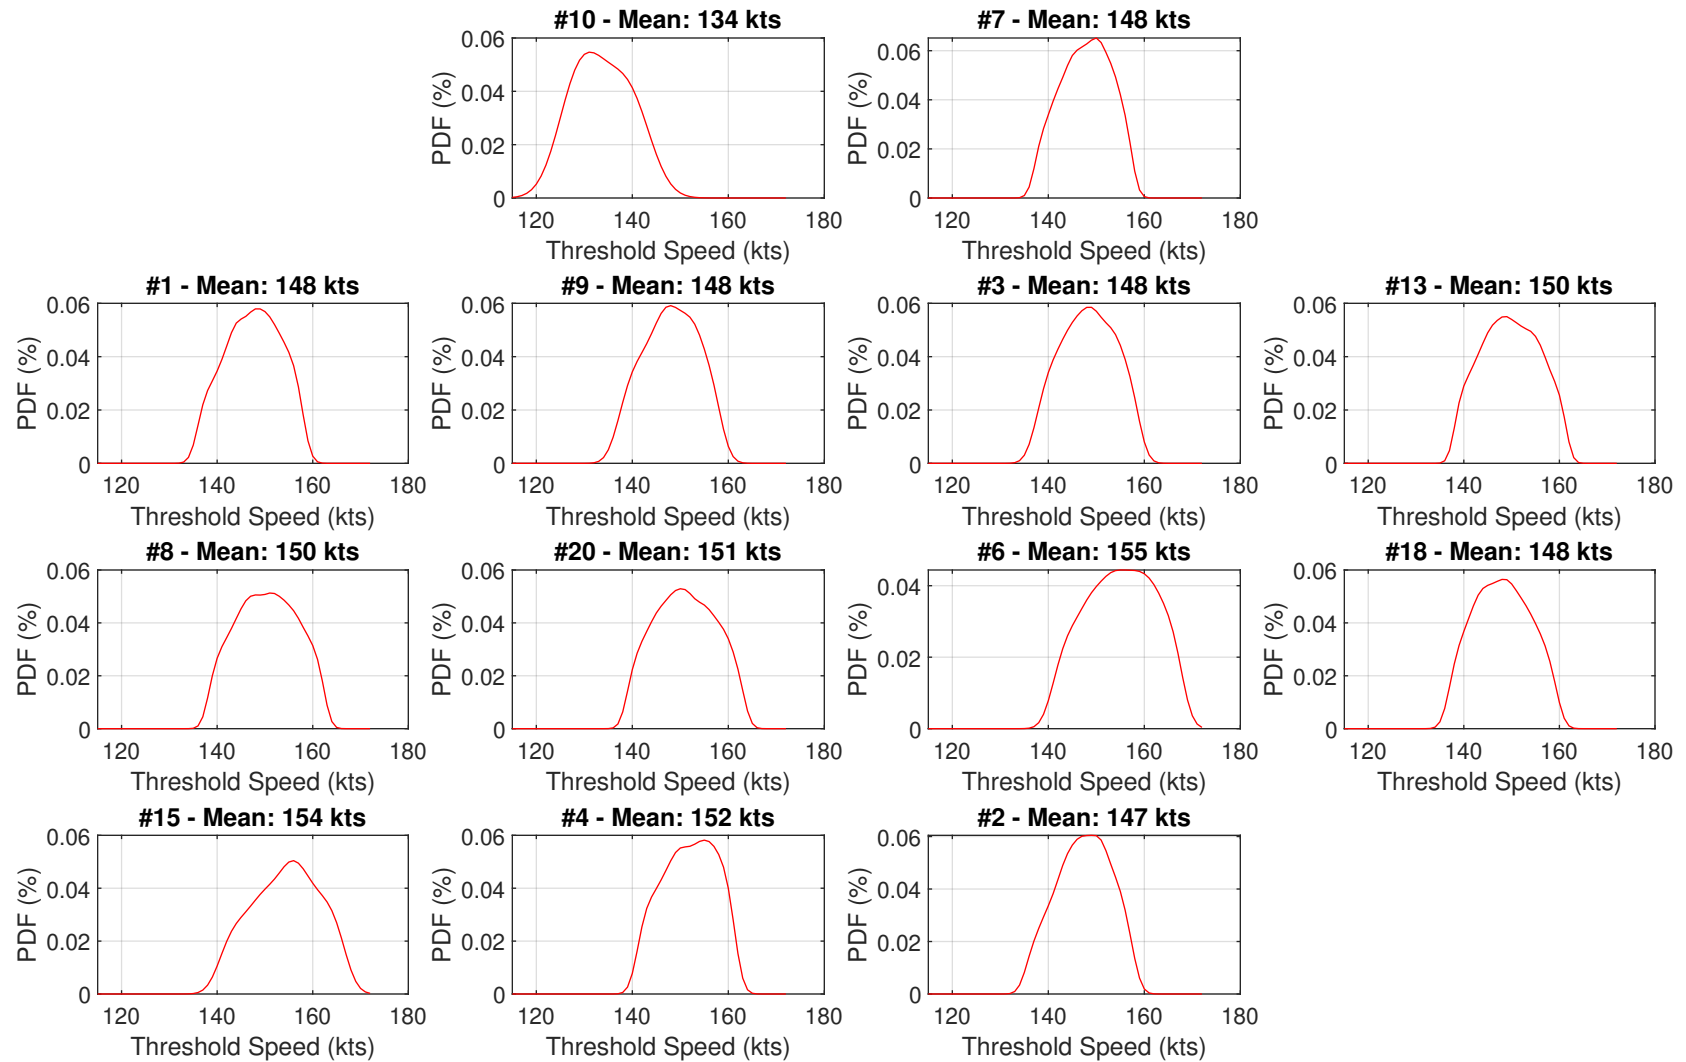 #10 - Mean: 134 kts
0.06
0.04
0.02
0
PDF (%)
120 140 160 180
Threshold Speed (kts)
#7 - Mean: 148 kts
0.06
0.04
0.02
0
PDF (%)
120 140 160 180
Threshold Speed (kts)
#1 - Mean: 148 kts
0.06
0.04
0.02
0
PDF (%)
120 140 160 180
Threshold Speed (kts)
#9 - Mean: 148 kts
0.06
0.04
0.02
0
PDF (%)
120 140 160 180
Threshold Speed (kts)
#3 - Mean: 148 kts
0.06
0.04
0.02
0
PDF (%)
120 140 160 180
Threshold Speed (kts)
#13 - Mean: 150 kts
0.06
0.04
0.02
0
PDF (%)
120 140 160 180
Threshold Speed (kts)
#8 - Mean: 150 kts
0.06
0.04
0.02
0
PDF (%)
120 140 160 180
Threshold Speed (kts)
#20 - Mean: 151 kts
0.06
0.04
0.02
0
PDF (%)
120 140 160 180
Threshold Speed (kts)
#6 - Mean: 155 kts
0.04
0.02
0
PDF (%)
120 140 160 180
Threshold Speed (kts)
#18 - Mean: 148 kts
0.06
0.04
0.02
0
PDF (%)
120 140 160 180
Threshold Speed (kts)
#15 - Mean: 154 kts
0.06
0.04
0.02
0
PDF (%)
120 140 160 180
Threshold Speed (kts)
#4 - Mean: 152 kts
0.06
0.04
0.02
0
PDF (%)
120 140 160 180
Threshold Speed (kts)
#2 - Mean: 147 kts
0.06
0.04
0.02
0
PDF (%)
120 140 160 180
Threshold Speed (kts)